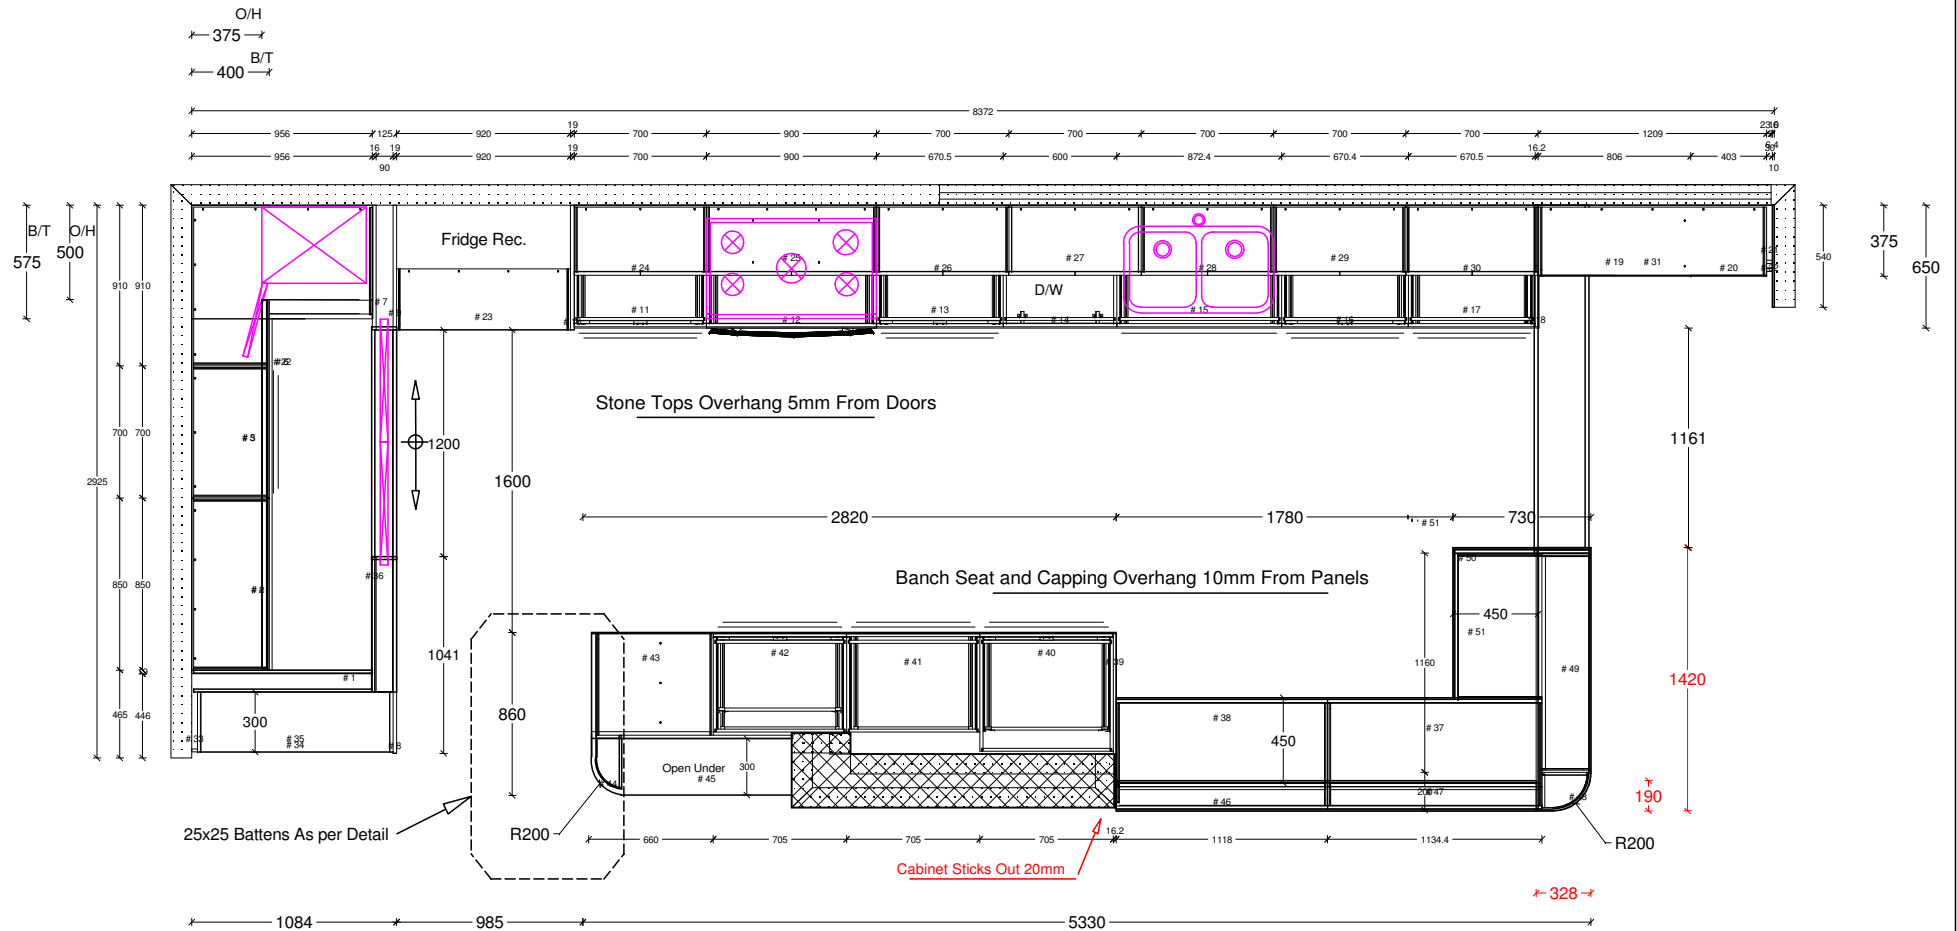 O/H
375
B/T
400
8372
956 125 920 19 700 900 700 700 700 700 700 1209
956 16 19 920 19 700 900 670.5 600 872.4 670.4 670.5 16.2 806 403
90 10
B/T O/H
575 500
Fridge Rec.
# 24 # 25 # 26 # 27 # 28 # 29 # 30 # 19 # 31 # 20
540 375 650
D/W
910 910
# 7
# 23 # 11 # 12 # 13 # 14 # 15 # 16 # 17
Stone Tops Overhang 5mm From Doors
700 700
1200
1161
2925
1600
2820 1780 730
# 51
Banch Seat and Capping Overhang 10mm From Panels
850 850
# 36
# 50
450
# 51
1041
# 43 # 42 # 41 # 40 # 39
1160
# 49
1420
# 1
465 446
300
860
# 38 # 37
450
# 33 # 35
# 34
# 8
Open Under
# 45
300
# 46
190
25x25 Battens As per Detail
R200
R200
660 705 705 705 16.2 1118 1134.4
Cabinet Sticks Out 20mm
328
1084 985 5330